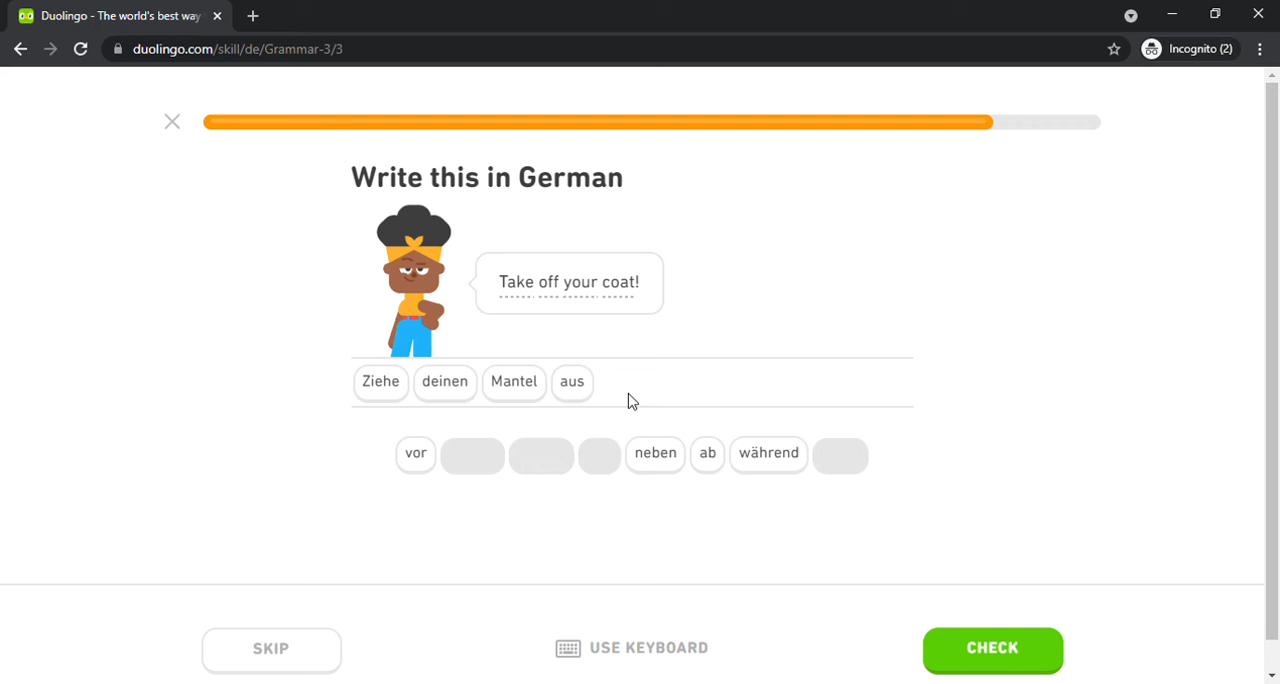 Duolingo - The world's best way
duolingo.com/skill/de/Grammar-3/3
Incognito (2)
Write this in German
Take off your coat!
Ziehe deinen Mantel aus
vor neben ab während
SKIP
USE KEYBOARD
CHECK